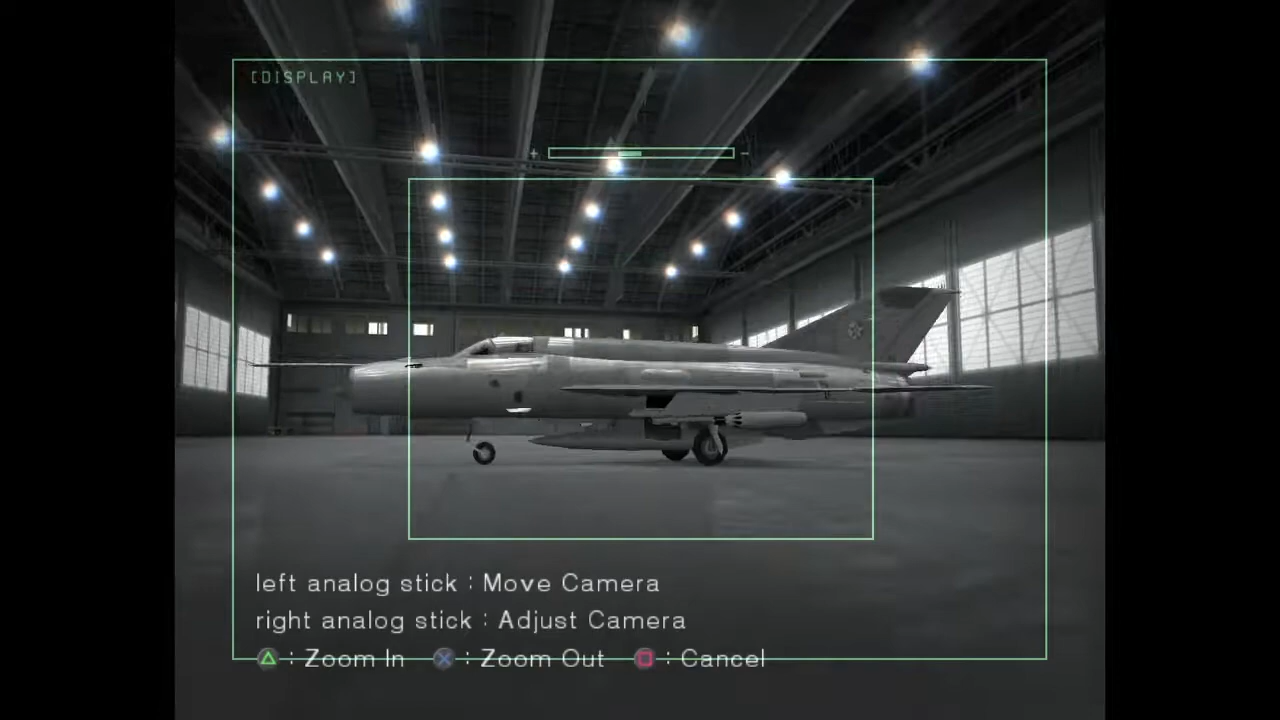 [DISPLAY]
+ -
left analog stick : Move Camera
right analog stick : Adjust Camera
: Zoom In : Zoom Out : Cancel